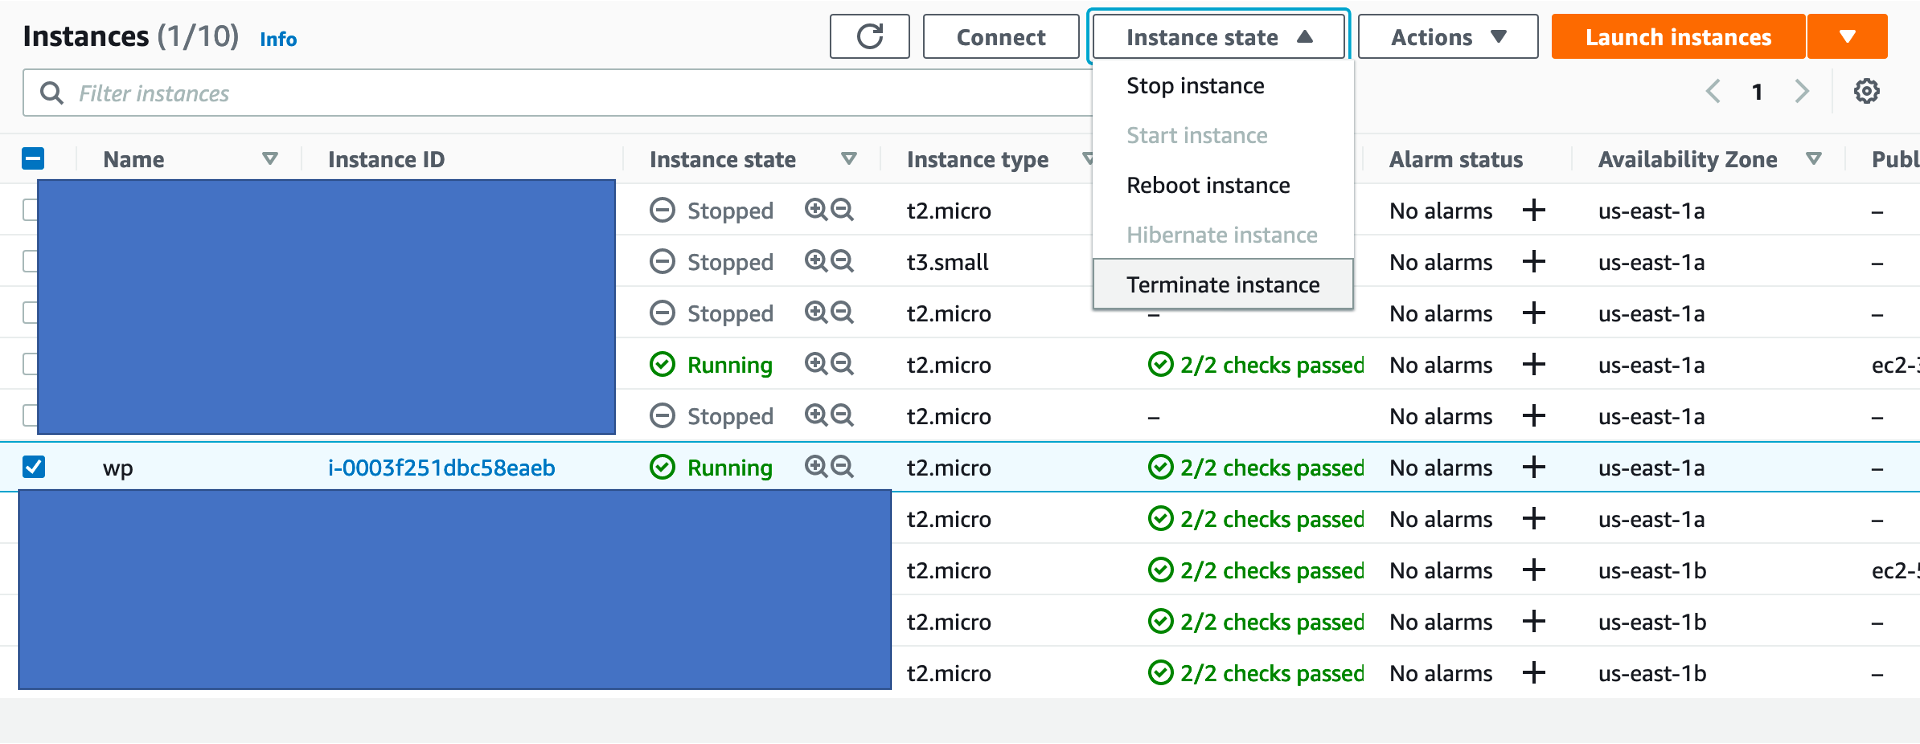 Instances (1/10) Info Connect Instance state Actions Launch instances
Filter instances 1
Stop instance
Start instance
Reboot instance
Hibernate instance
Terminate instance
Name Instance ID Instance state Instance type Alarm status Availability Zone Publ
Stopped t2.micro No alarms us-east-1a –
Stopped t3.small No alarms us-east-1a –
Stopped t2.micro – No alarms us-east-1a –
Running t2.micro 2/2 checks passed No alarms us-east-1a ec2-3
Stopped t2.micro – No alarms us-east-1a –
wp i-0003f251dbc58eaeb Running t2.micro 2/2 checks passed No alarms us-east-1a –
t2.micro 2/2 checks passed No alarms us-east-1a –
t2.micro 2/2 checks passed No alarms us-east-1b ec2-5
t2.micro 2/2 checks passed No alarms us-east-1b –
t2.micro 2/2 checks passed No alarms us-east-1b –